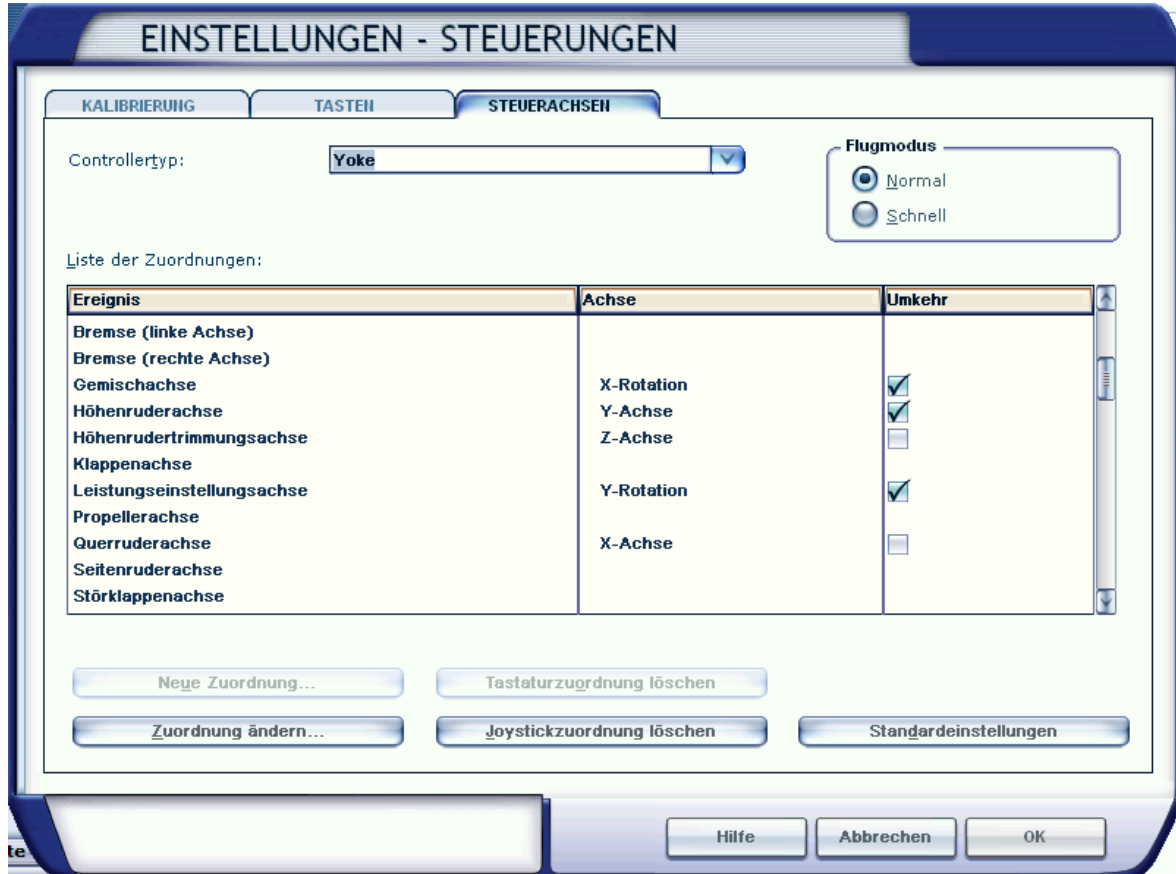 EINSTELLUNGEN - STEUERUNGEN
KALIBRIERUNG TASTEN STEUERACHSEN
Controllertyp: Yoke
Flugmodus
Normal
Schnell
Liste der Zuordnungen:
Ereignis Achse Umkehr
Bremse (linke Achse)
Bremse (rechte Achse)
Gemischachse X-Rotation
Höhenruderachse Y-Achse
Höhenrudertrimmungsachse Z-Achse
Klappenachse
Leistungseinstellungsachse Y-Rotation
Propellerachse
Querruderachse X-Achse
Seitenruderachse
Störklappenachse
Neue Zuordnung... Tastaturzuordnung löschen
Zuordnung ändern... Joystickzuordnung löschen Standardeinstellungen
Hilfe Abbrechen OK
te